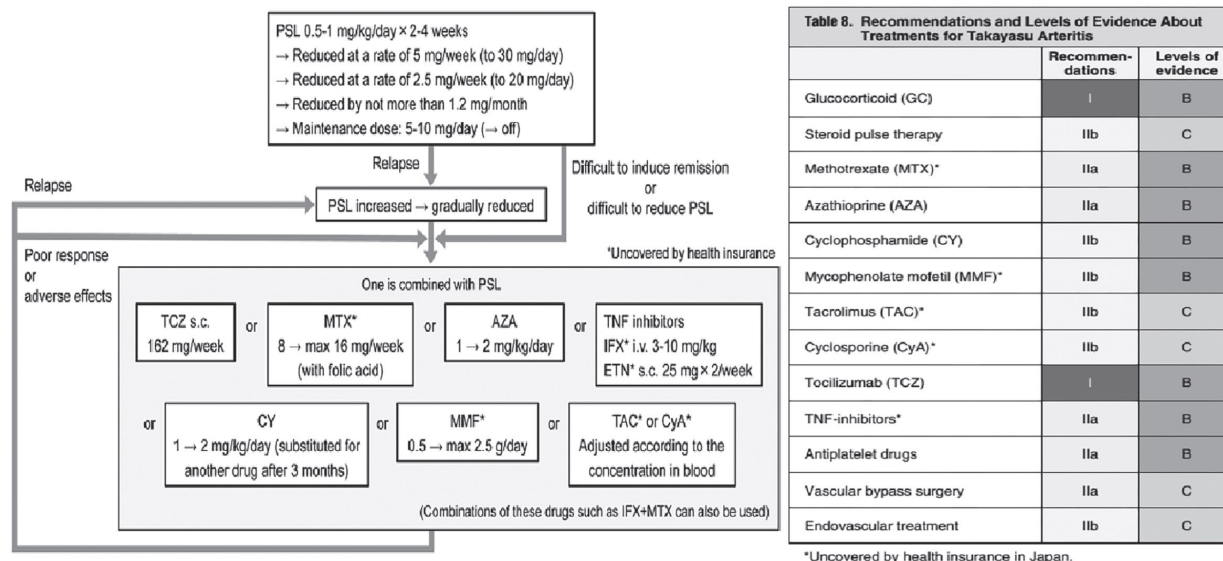 PSL 0.5-1 mg/kg/day × 2-4 weeks
→ Reduced at a rate of 5 mg/week (to 30 mg/day)
→ Reduced at a rate of 2.5 mg/week (to 20 mg/day)
→ Reduced by not more than 1.2 mg/month
→ Maintenance dose: 5-10 mg/day (→ off)
Relapse
Difficult to induce remission
or
difficult to reduce PSL
Relapse
PSL increased → gradually reduced
Poor response
or
adverse effects
*Uncovered by health insurance
One is combined with PSL
TCZ s.c.
162 mg/week
or
MTX*
8 → max 16 mg/week
(with folic acid)
or
AZA
1 → 2 mg/kg/day
or
TNF inhibitors
IFX* i.v. 3-10 mg/kg
ETN* s.c. 25 mg × 2/week
or
CY
1 → 2 mg/kg/day (substituted for
another drug after 3 months)
or
MMF*
0.5 → max 2.5 g/day
or
TAC* or CyA*
Adjusted according to the
concentration in blood
(Combinations of these drugs such as IFX+MTX can also be used)
Table 8. Recommendations and Levels of Evidence About
Treatments for Takayasu Arteritis
Recommen-
dations
Levels of
evidence
Glucocorticoid (GC) I B
Steroid pulse therapy IIb C
Methotrexate (MTX)* IIa B
Azathioprine (AZA) IIa B
Cyclophosphamide (CY) IIb B
Mycophenolate mofetil (MMF)* IIb B
Tacrolimus (TAC)* IIb C
Cyclosporine (CyA)* IIb C
Tocilizumab (TCZ) I B
TNF-inhibitors* IIa B
Antiplatelet drugs IIa B
Vascular bypass surgery IIa C
Endovascular treatment IIb C
*Uncovered by health insurance in Japan.